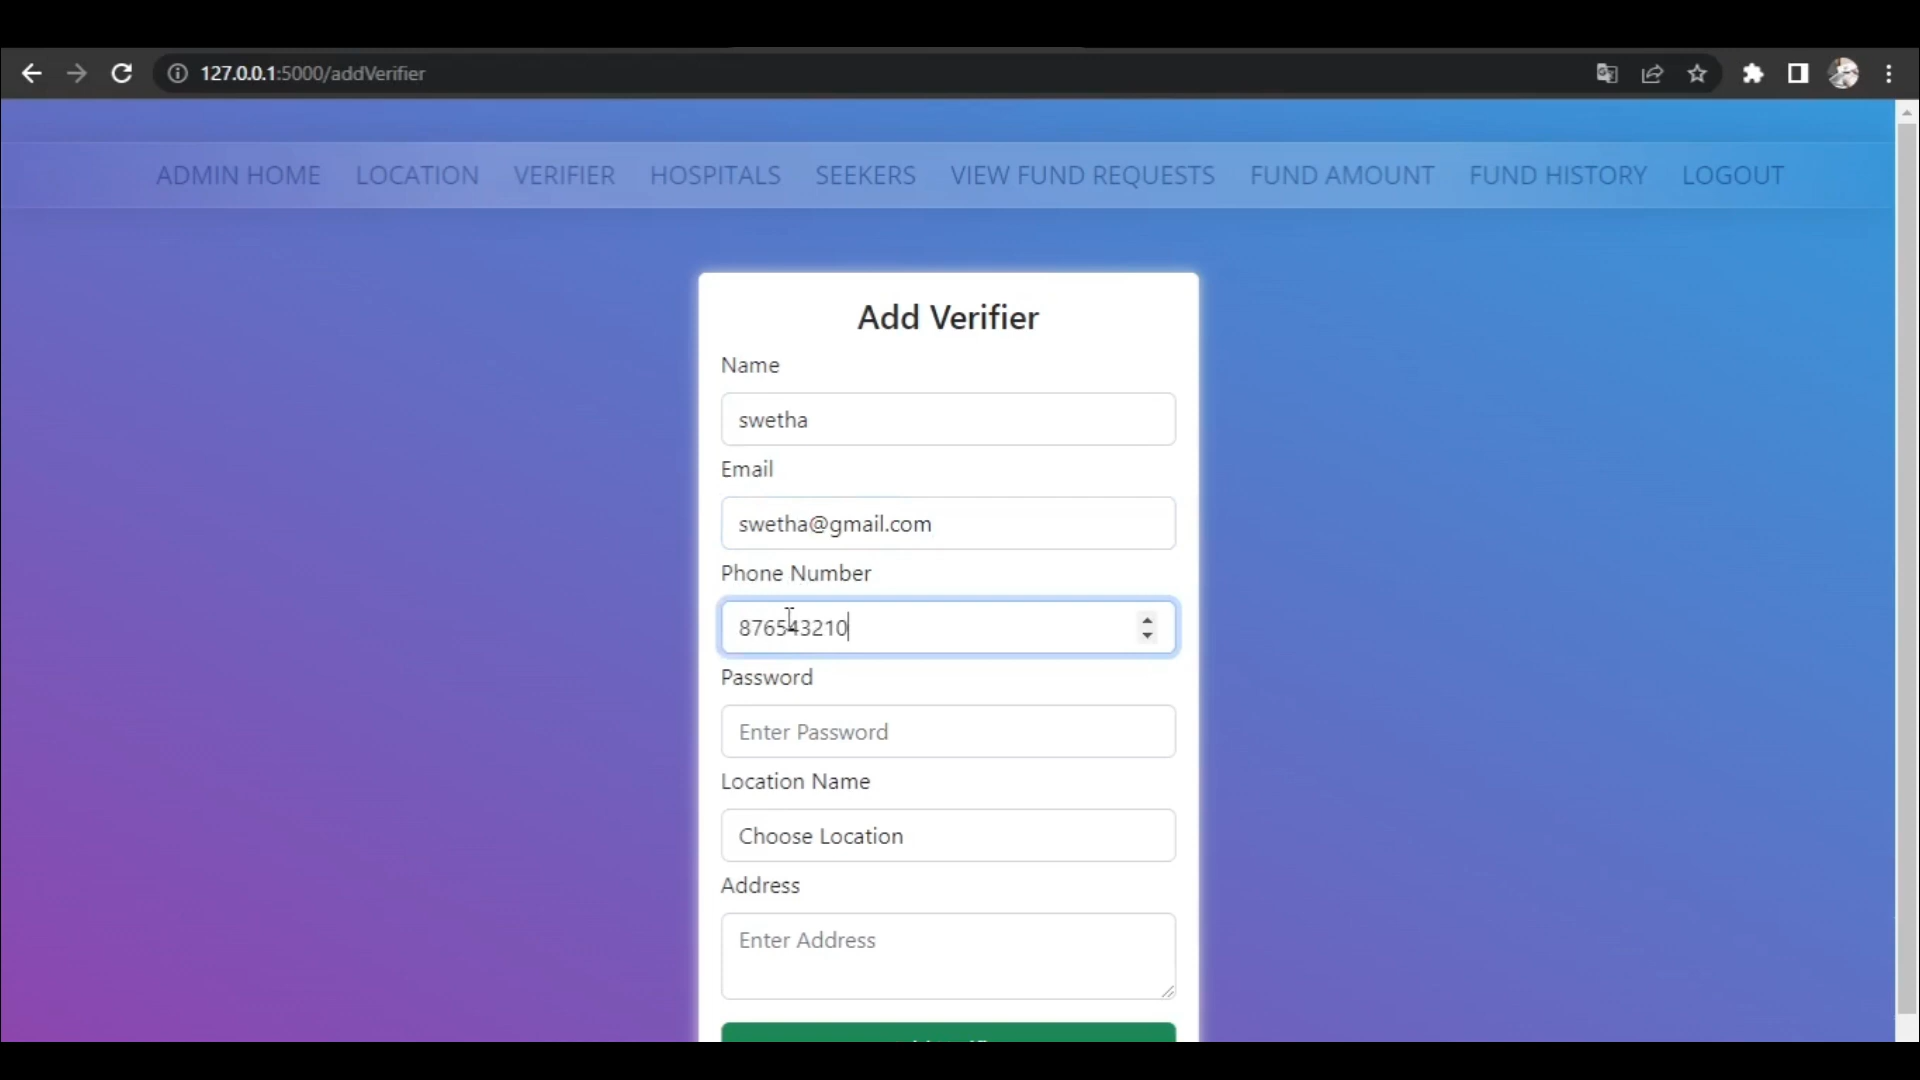 127.0.0.1:5000/addVerifier
ADMIN HOME LOCATION VERIFIER HOSPITALS SEEKERS VIEW FUND REQUESTS FUND AMOUNT FUND HISTORY LOGOUT
Add Verifier
Name
swetha
Email
swetha@gmail.com
Phone Number
876543210
Password
Enter Password
Location Name
Choose Location
Address
Enter Address